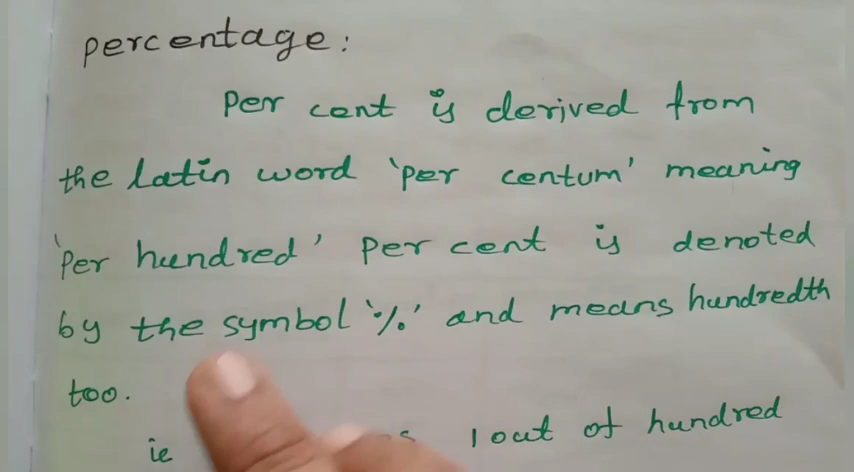 percentage:
Per cent is derived from
the Latin word 'per centum' meaning
'Per hundred' Per cent is denoted
by the symbol '%' and means hundredth
too.
ie 1 out of hundred